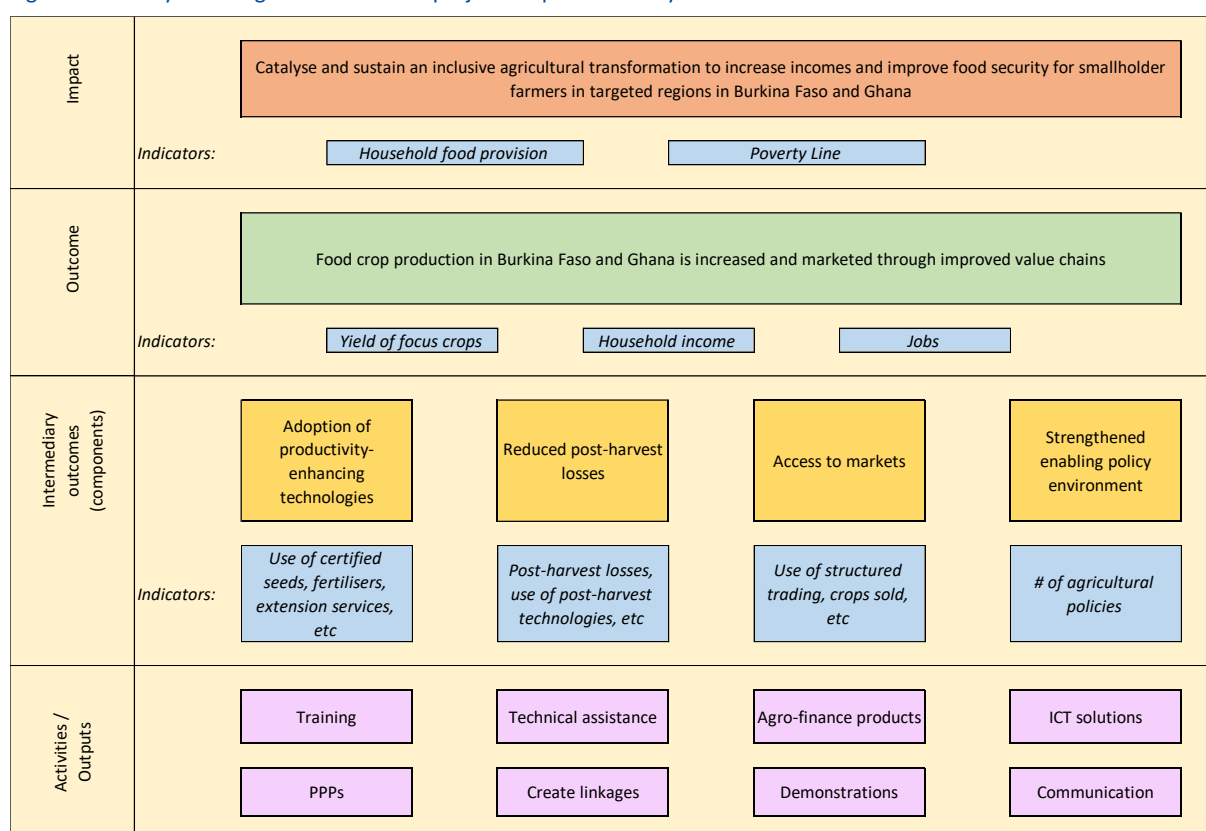 Impact
Catalyse and sustain an inclusive agricultural transformation to increase incomes and improve food security for smallholder
farmers in targeted regions in Burkina Faso and Ghana
Indicators:
Household food provision
Poverty Line
Outcome
Food crop production in Burkina Faso and Ghana is increased and marketed through improved value chains
Indicators:
Yield of focus crops
Household income
Jobs
Intermediary
outcomes
(components)
Adoption of
productivity-
enhancing
technologies
Reduced post-harvest
losses
Access to markets
Strengthened
enabling policy
environment
Indicators:
Use of certified
seeds, fertilisers,
extension services,
etc
Post-harvest losses,
use of post-harvest
technologies, etc
Use of structured
trading, crops sold,
etc
# of agricultural
policies
Activities /
Outputs
Training
Technical assistance
Agro-finance products
ICT solutions
PPPs
Create linkages
Demonstrations
Communication